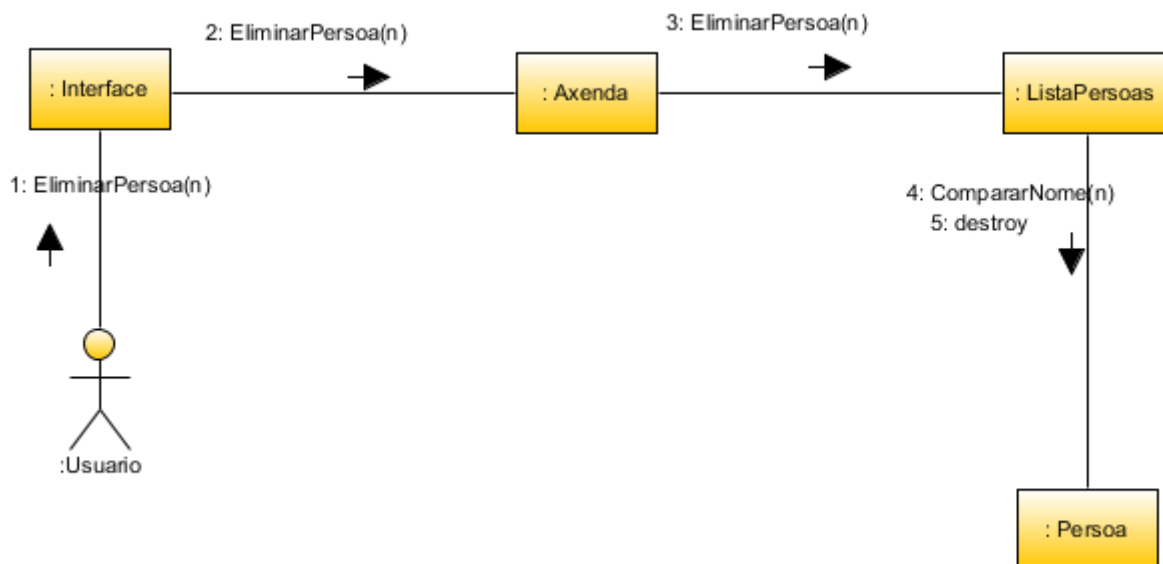 2: EliminarPersoa(n)
3: EliminarPersoa(n)
: Interface
: Axenda
: ListaPersoas
1: EliminarPersoa(n)
4: CompararNome(n)
5: destroy
:Usuario
: Persoa